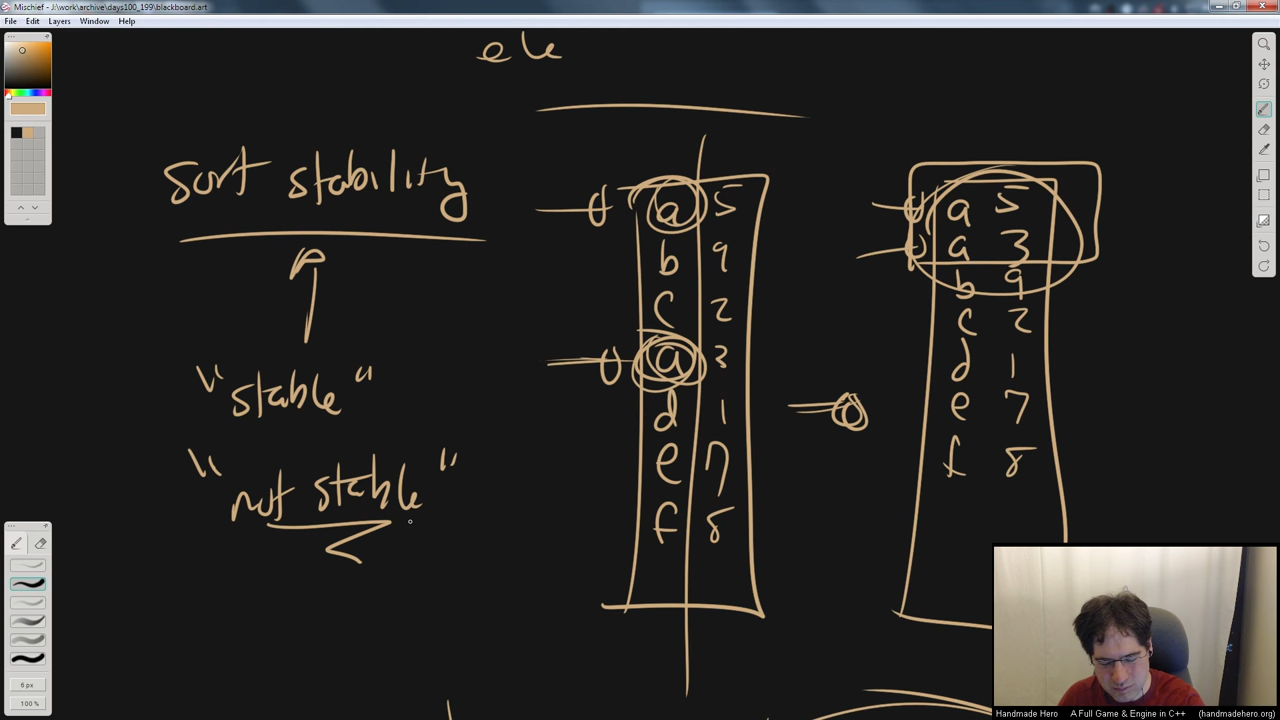 Mischief - J:\work\archive\days100_199\blackboard.art
File Edit Layers Window Help
sort stability
"stable"
"not stable"
a 5
b 9
c 2
a 3
d 1
e 7
f 8
a 5
a 3
b 9
c 2
d 1
e 7
f 8
6 px
100 %
Handmade Hero A Full Game & Engine in C++ (handmadehero.org)